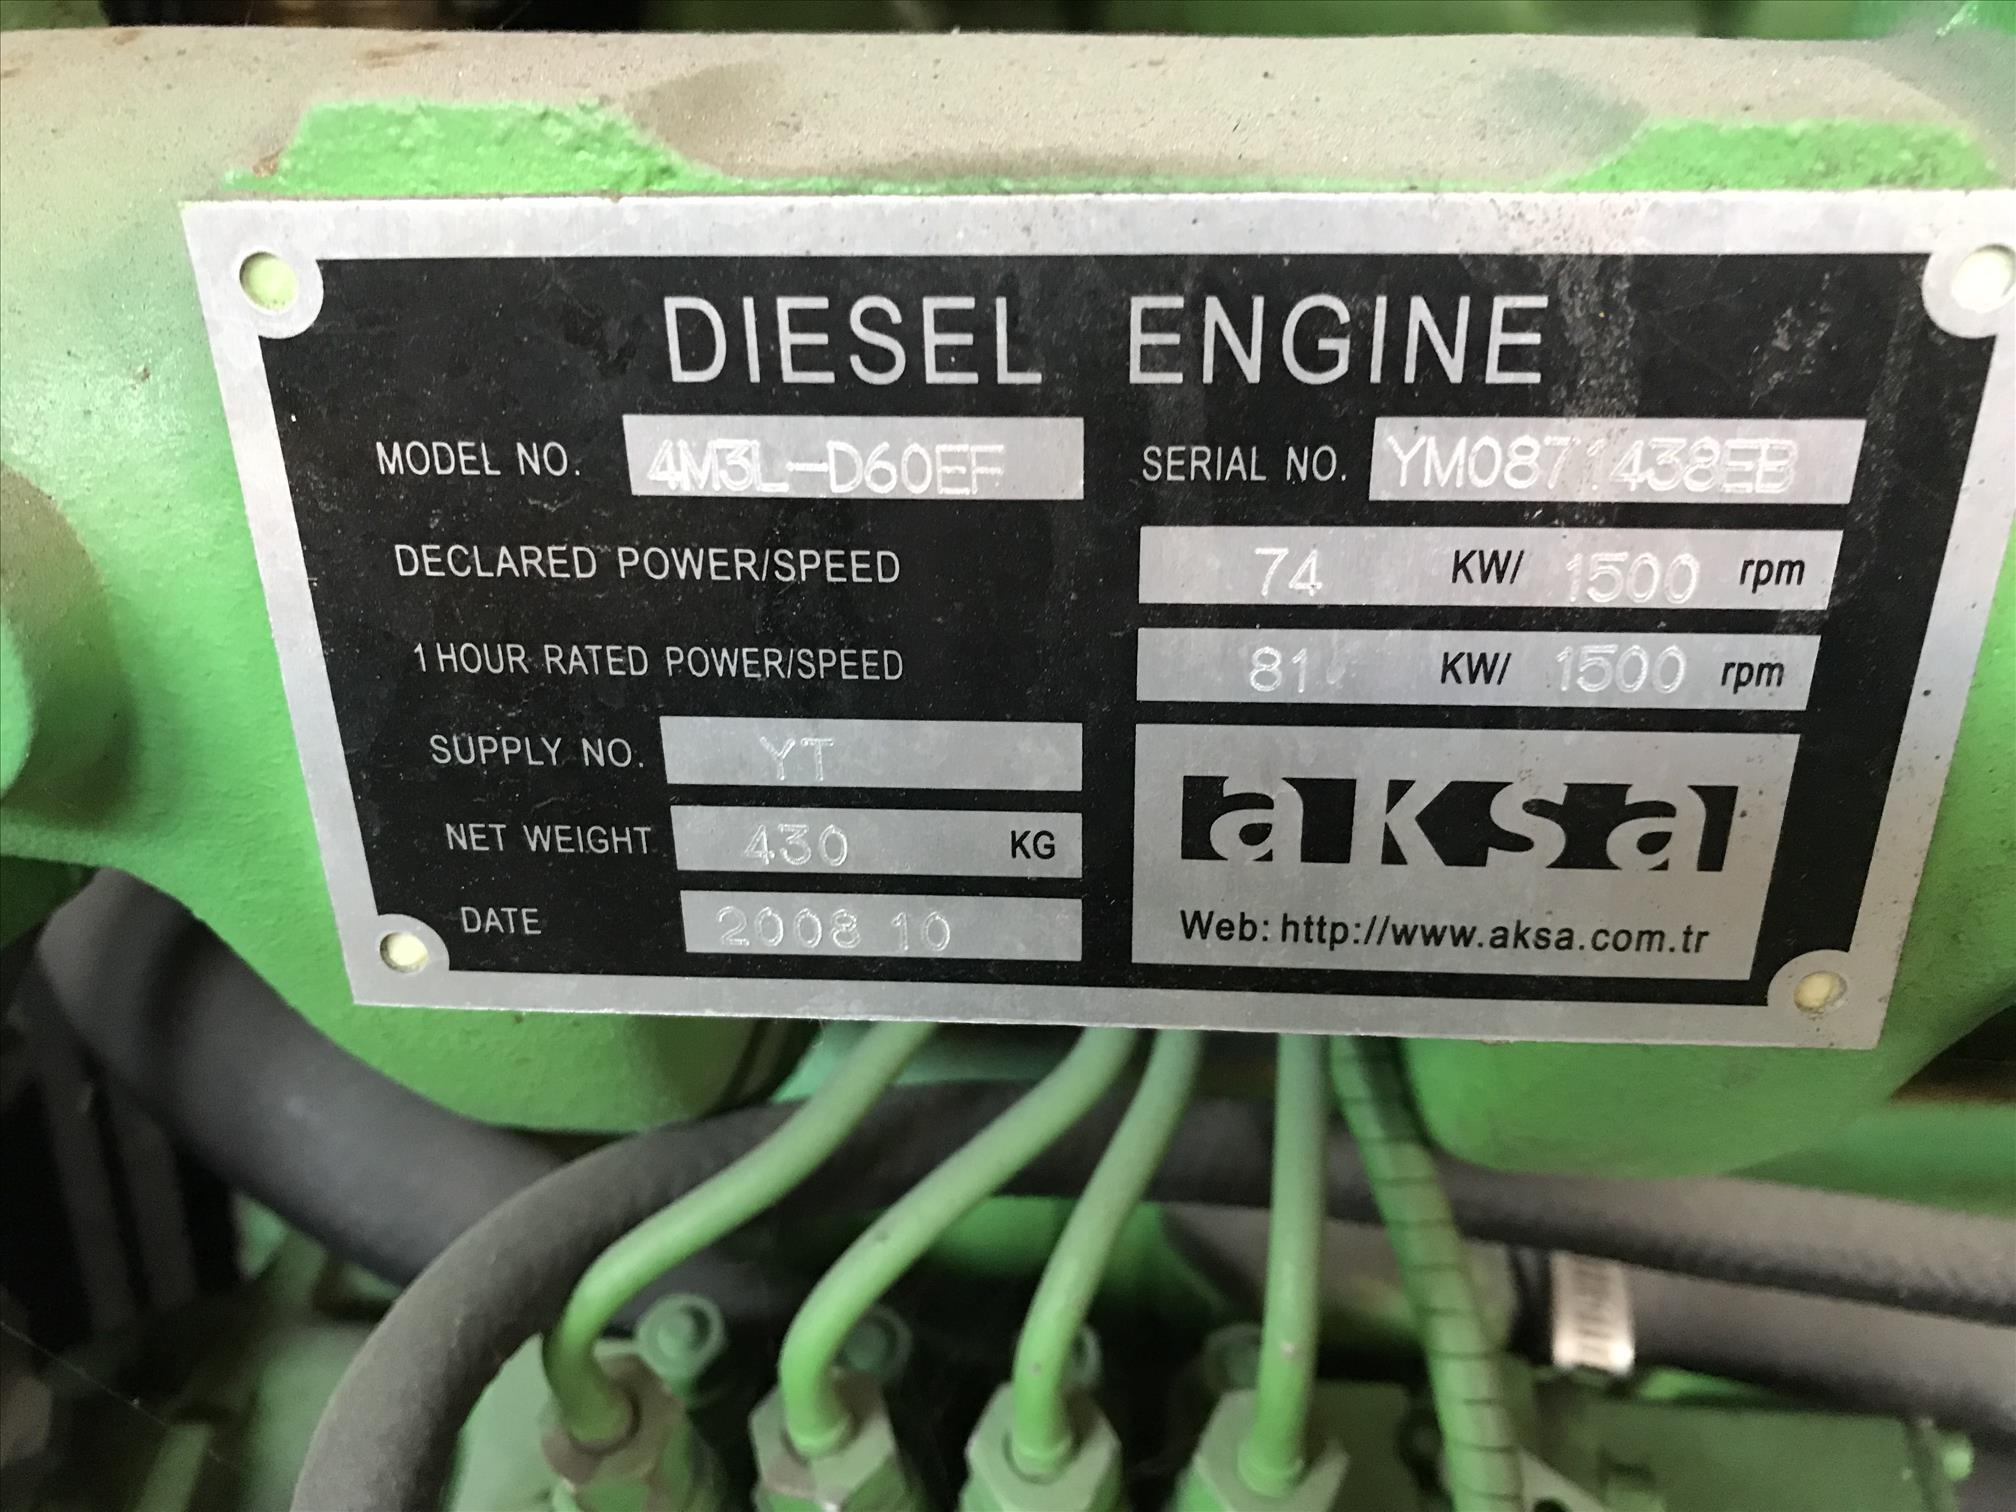 DIESEL ENGINE
MODEL NO. 4M3L-D60EF SERIAL NO. YM0871438EB
DECLARED POWER/SPEED 74 KW/ 1500 rpm
1 HOUR RATED POWER/SPEED 81 KW/ 1500 rpm
SUPPLY NO. YT
NET WEIGHT 430 KG
DATE 2008 10
aksa
Web: http://www.aksa.com.tr